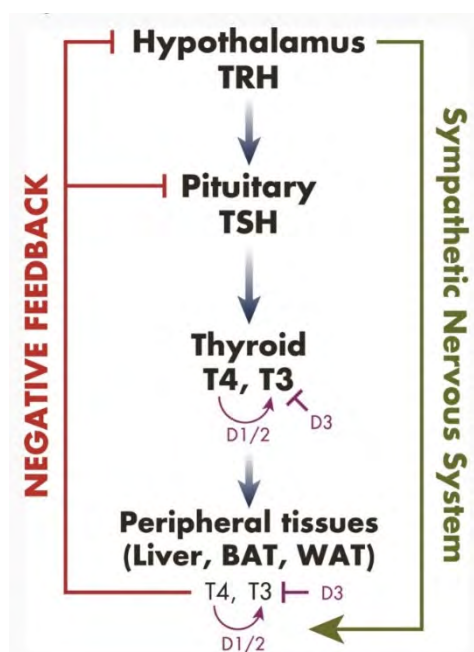 Hypothalamus
TRH
Pituitary
TSH
Thyroid
T4, T3
D1/2
D3
Peripheral tissues
(Liver, BAT, WAT)
T4, T3
D3
D1/2
NEGATIVE FEEDBACK
Sympathetic Nervous System